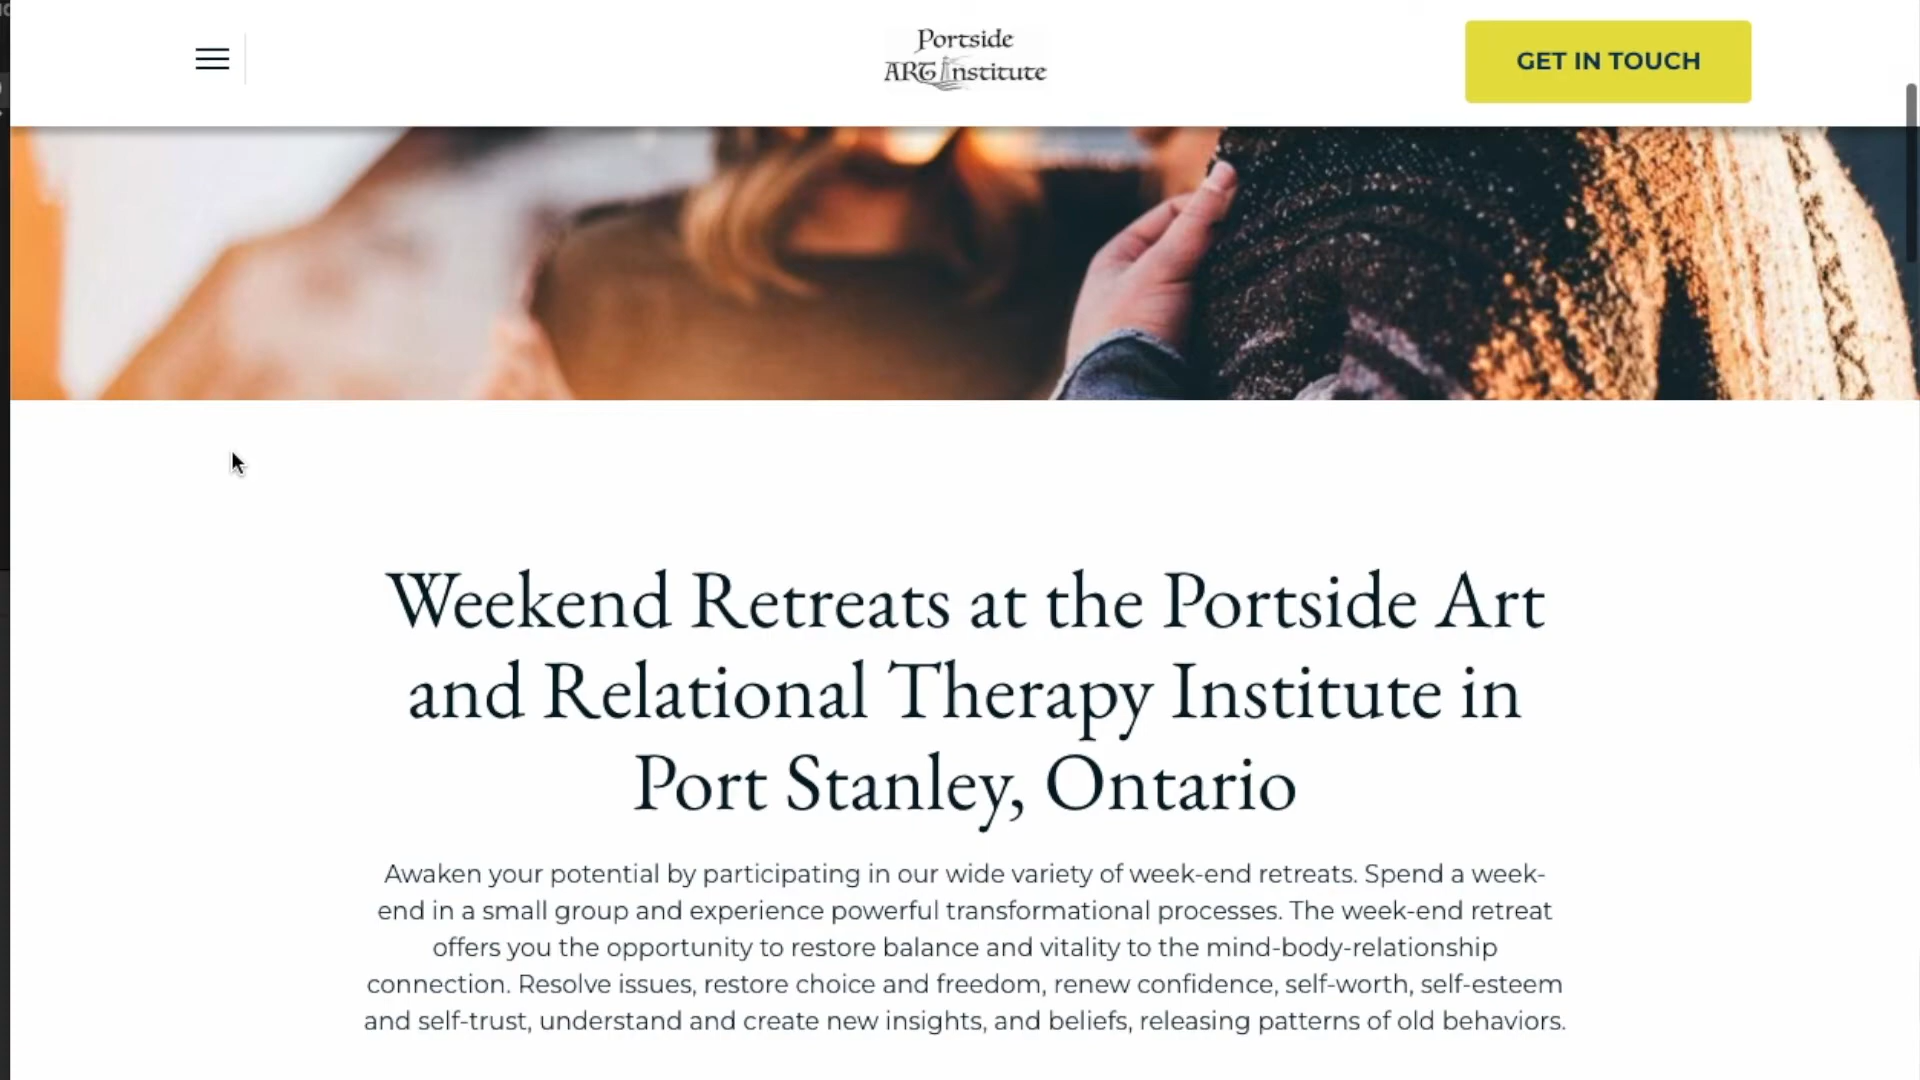 Portside
ART Institute
GET IN TOUCH
Weekend Retreats at the Portside Art
and Relational Therapy Institute in
Port Stanley, Ontario
Awaken your potential by participating in our wide variety of week-end retreats. Spend a week-
end in a small group and experience powerful transformational processes. The week-end retreat
offers you the opportunity to restore balance and vitality to the mind-body-relationship
connection. Resolve issues, restore choice and freedom, renew confidence, self-worth, self-esteem
and self-trust, understand and create new insights, and beliefs, releasing patterns of old behaviors.